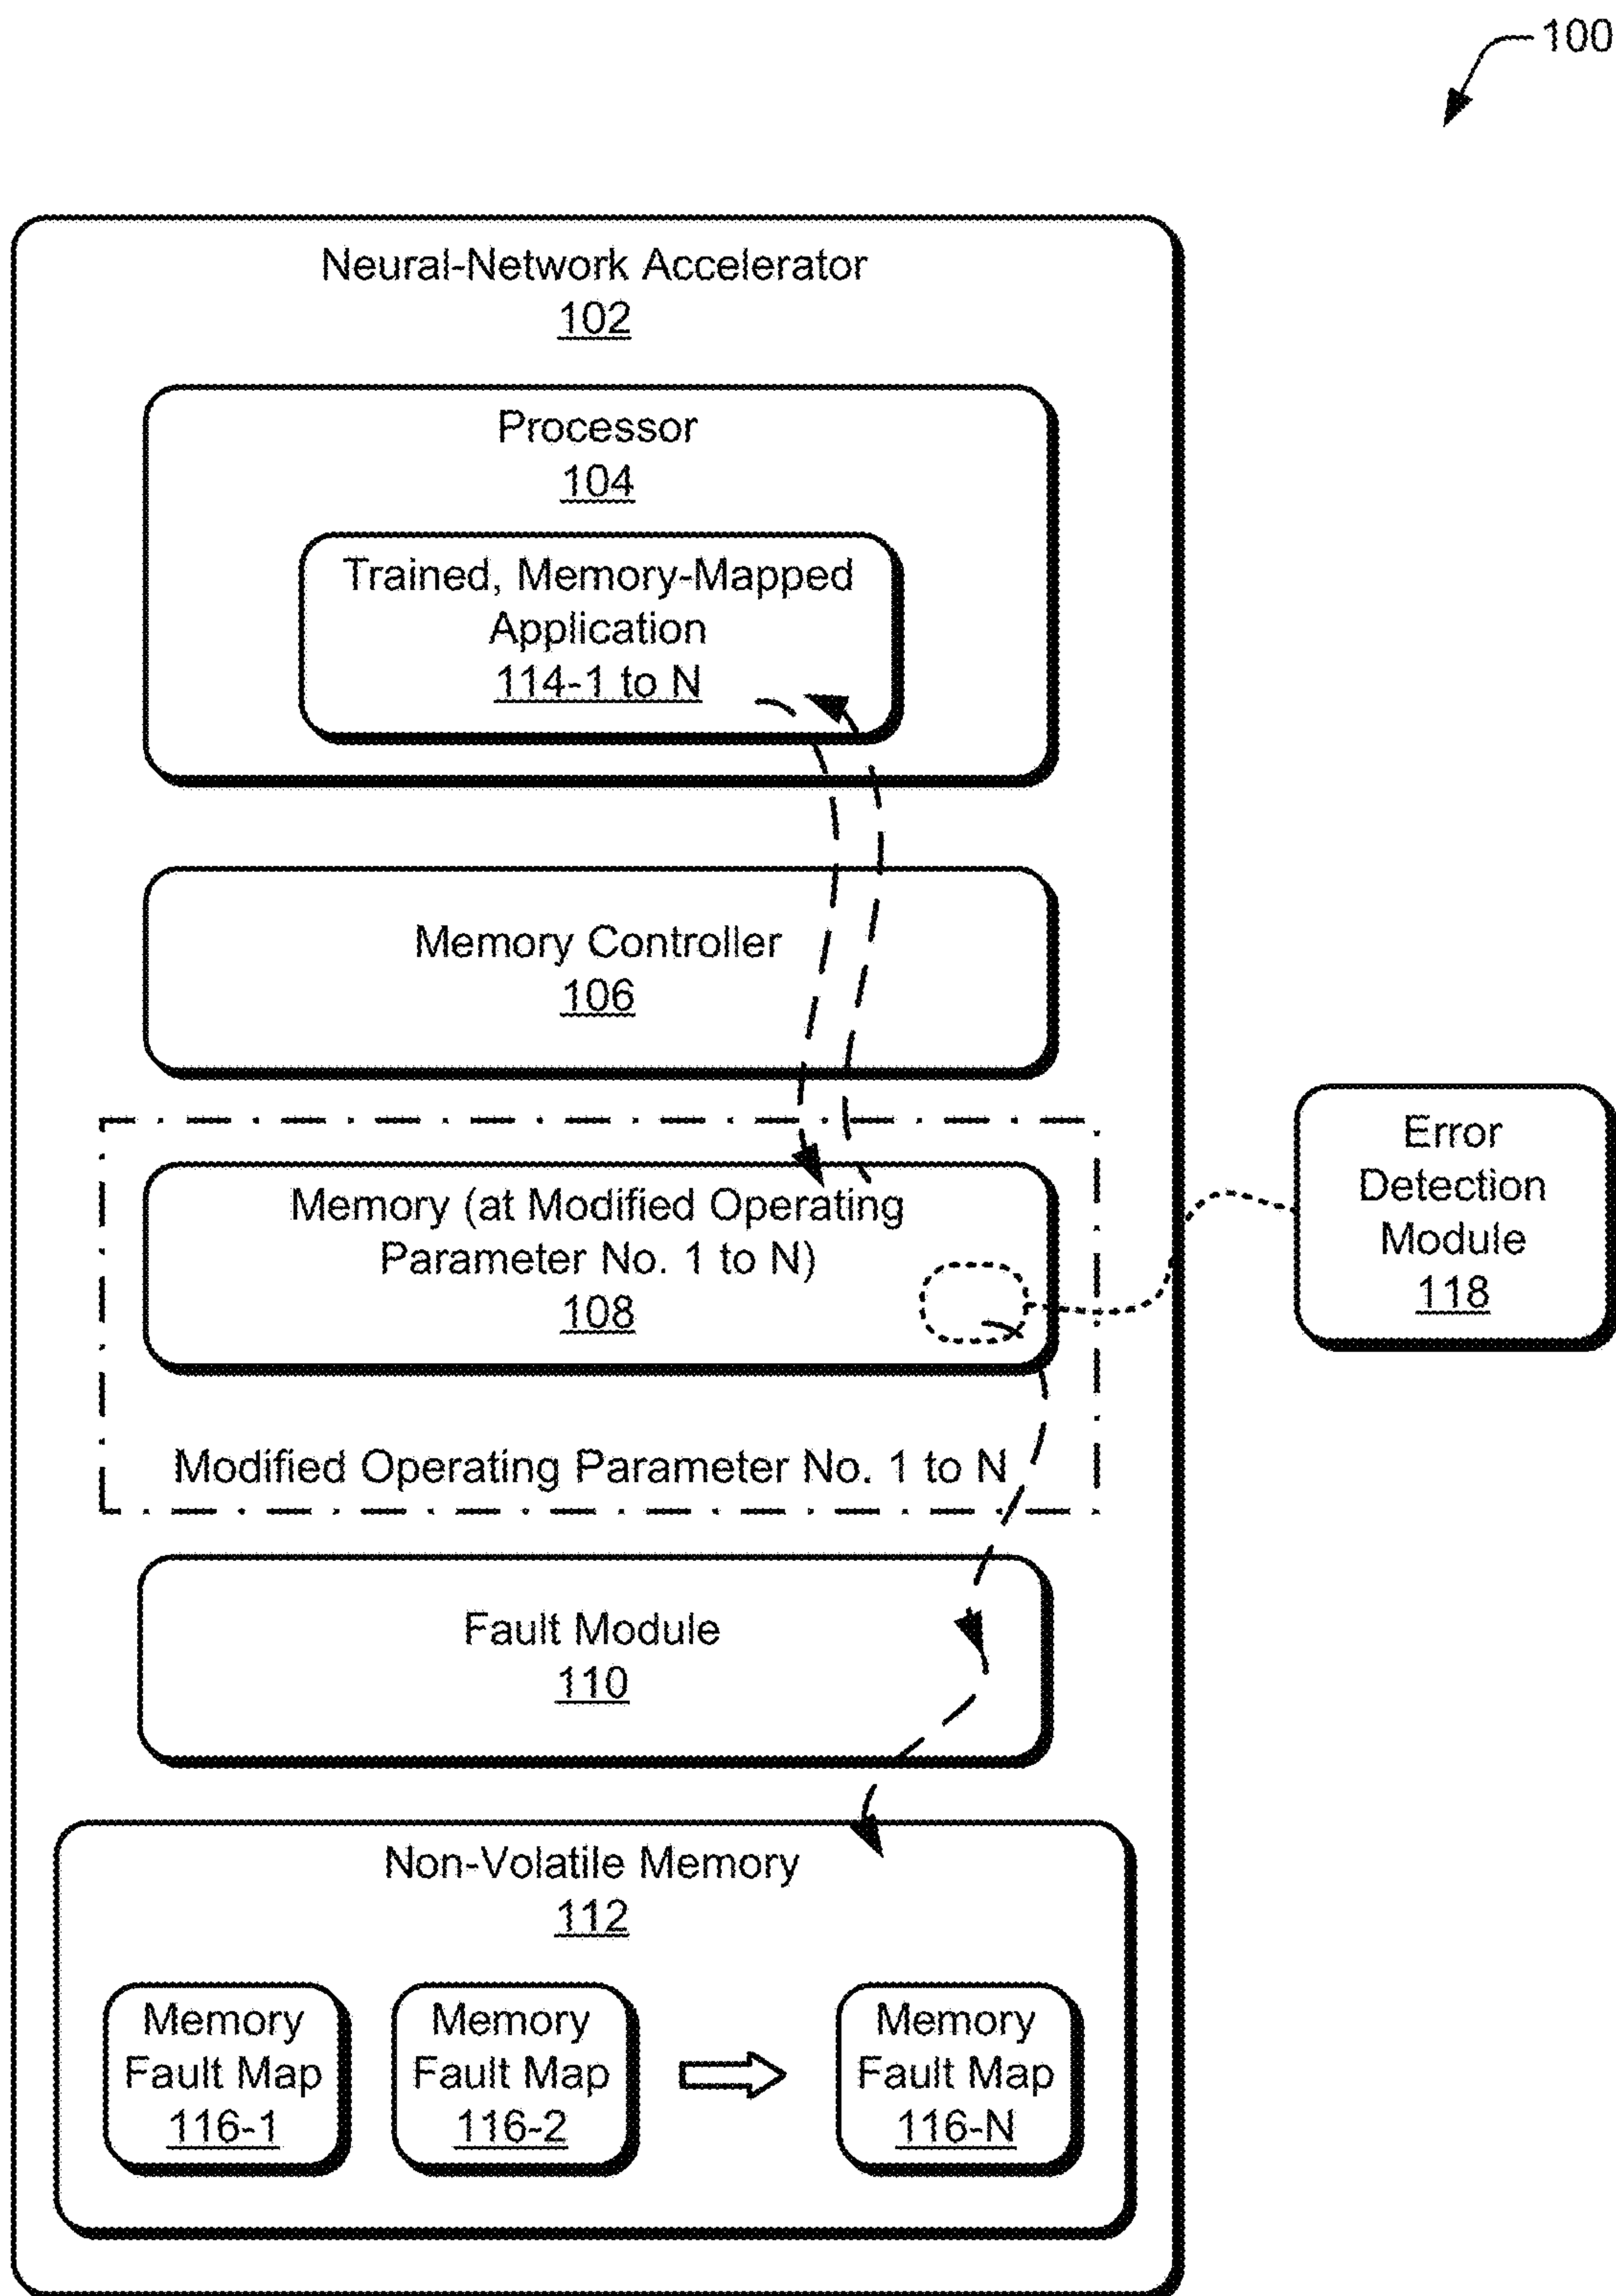 100
Neural-Network Accelerator
102
Processor
104
Trained, Memory-Mapped
Application
114-1 to N
Memory Controller
106
Memory (at Modified Operating
Parameter No. 1 to N)
108
Modified Operating Parameter No. 1 to N
Error
Detection
Module
118
Fault Module
110
Non-Volatile Memory
112
Memory
Fault Map
116-1
Memory
Fault Map
116-2
Memory
Fault Map
116-N